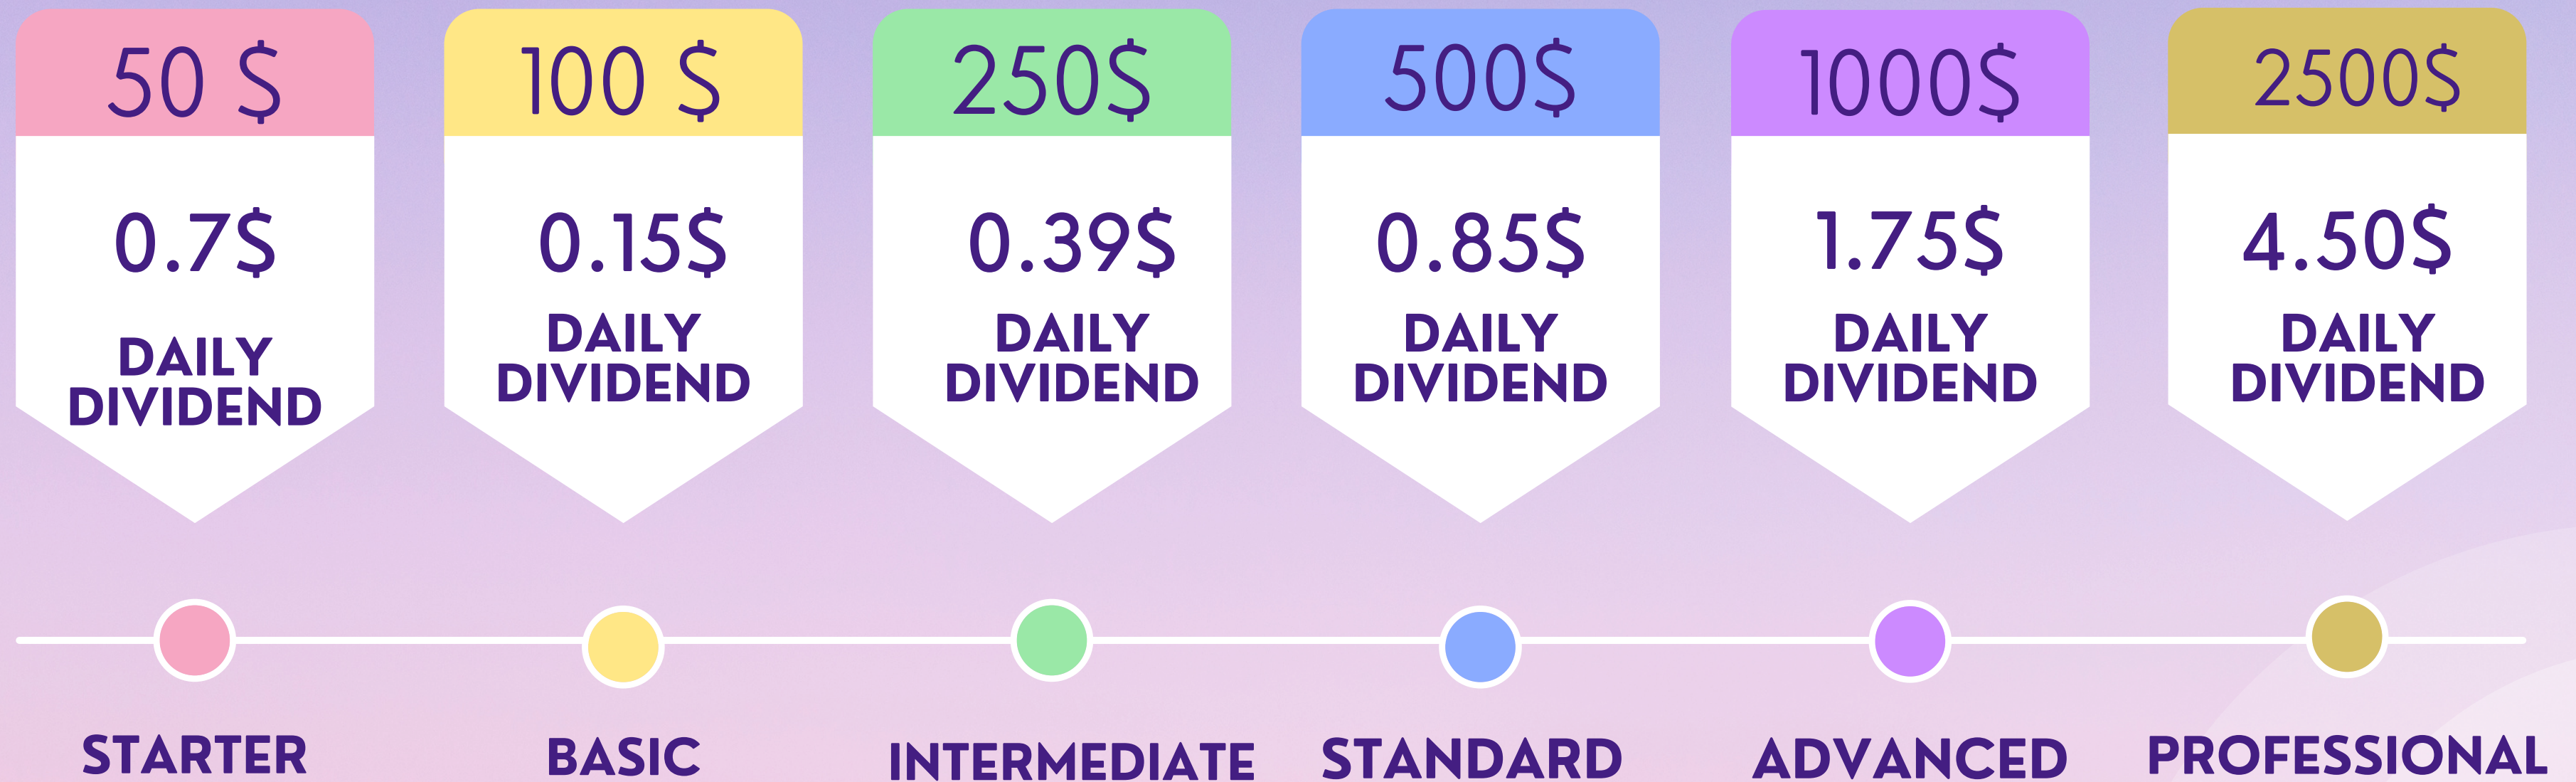 50 $
0.7$
DAILY
DIVIDEND
STARTER
100 $
0.15$
DAILY
DIVIDEND
BASIC
250$
0.39$
DAILY
DIVIDEND
INTERMEDIATE
500$
0.85$
DAILY
DIVIDEND
STANDARD
1000$
1.75$
DAILY
DIVIDEND
ADVANCED
2500$
4.50$
DAILY
DIVIDEND
PROFESSIONAL